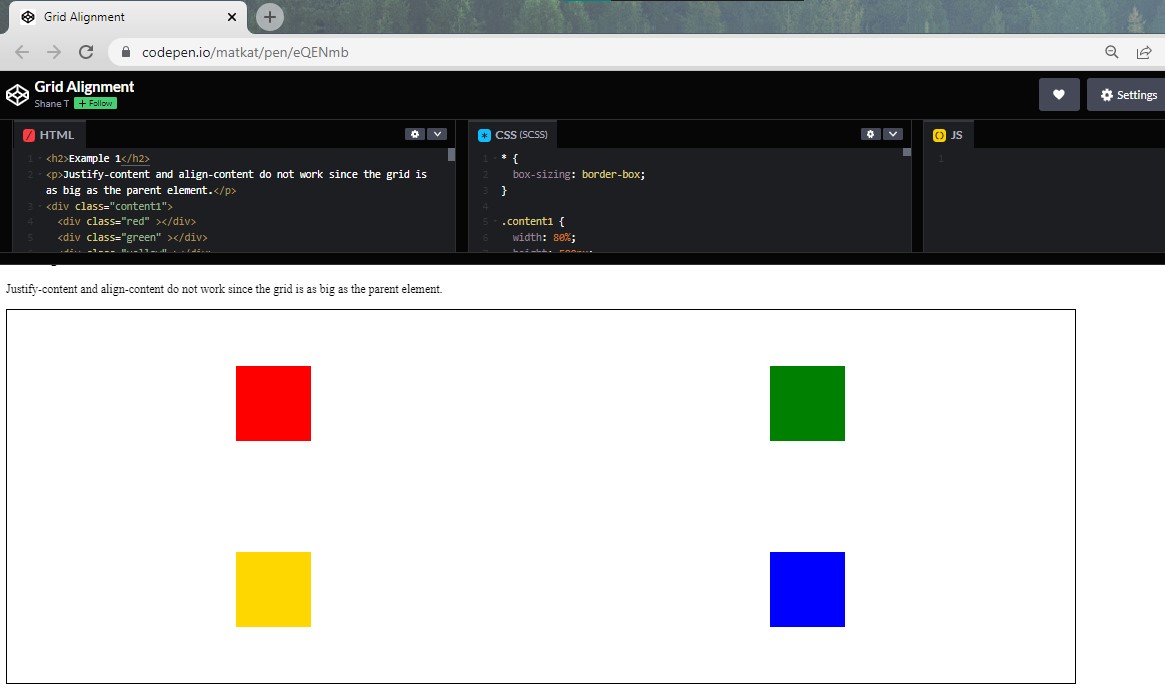 Grid Alignment
codepen.io/matkat/pen/eQENmb
Grid Alignment
Shane T + Follow
Settings
HTML
1 <h2>Example 1</h2>
2 <p>Justify-content and align-content do not work since the grid is
as big as the parent element.</p>
3 <div class="content1">
4 <div class="red" ></div>
5 <div class="green" ></div>
CSS (SCSS)
1 * {
2 box-sizing: border-box;
3 }
4
5 .content1 {
6 width: 80%;
JS
1
Justify-content and align-content do not work since the grid is as big as the parent element.